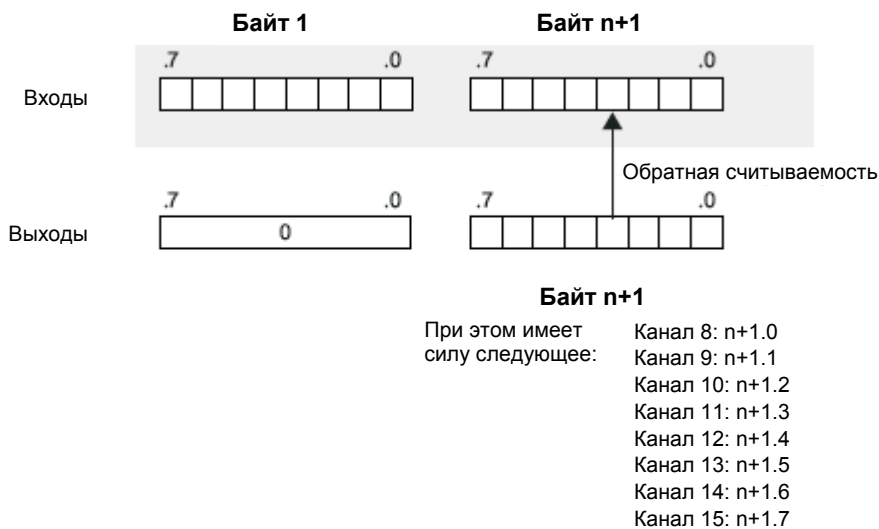 Байт 1 Байт n+1
.7 .0 .7 .0
Входы
Обратная считываемость
.7 .0 .7 .0
Выходы 0
Байт n+1
При этом имеет
силу следующее:
Канал 8: n+1.0
Канал 9: n+1.1
Канал 10: n+1.2
Канал 11: n+1.3
Канал 12: n+1.4
Канал 13: n+1.5
Канал 14: n+1.6
Канал 15: n+1.7